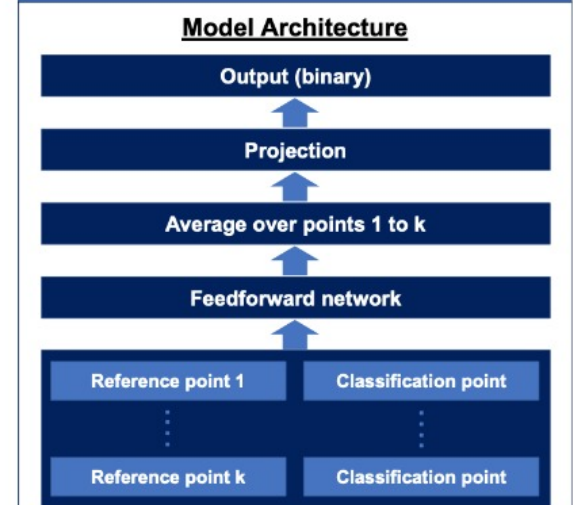 Model Architecture
Output (binary)
Projection
Average over points 1 to k
Feedforward network
Reference point 1
Classification point
Reference point k
Classification point